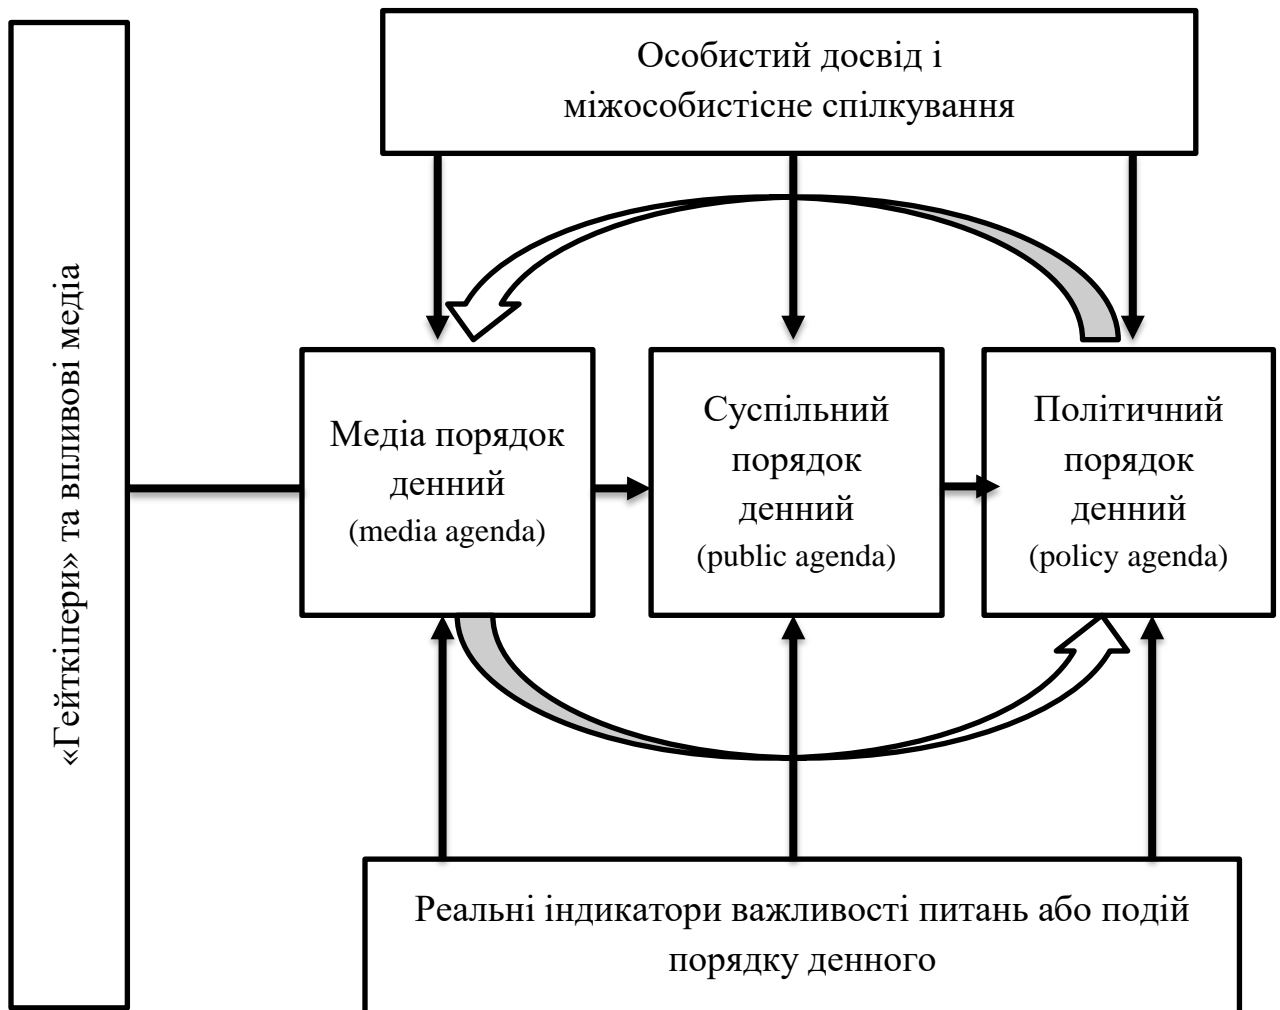 Особистий досвід і
міжособистісне спілкування
«Гейткіпери» та впливові медіа
Медіа порядок
денний
(media agenda)
Суспільний
порядок
денний
(public agenda)
Політичний
порядок
денний
(policy agenda)
Реальні індикатори важливості питань або подій
порядку денного